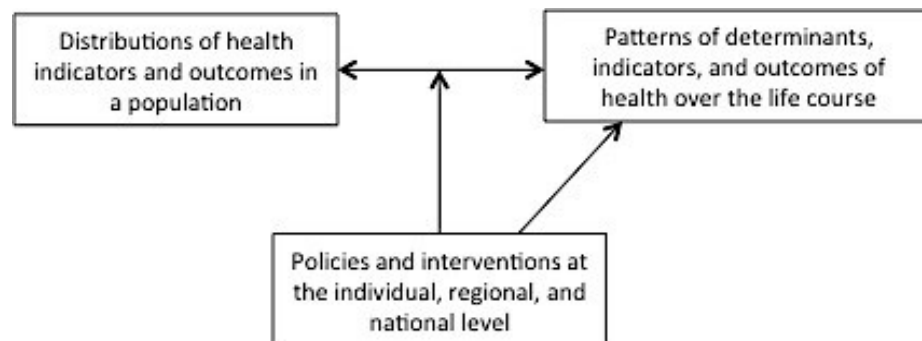 Distributions of health
indicators and outcomes in
a population
Patterns of determinants,
indicators, and outcomes of
health over the life course
Policies and interventions at
the individual, regional, and
national level